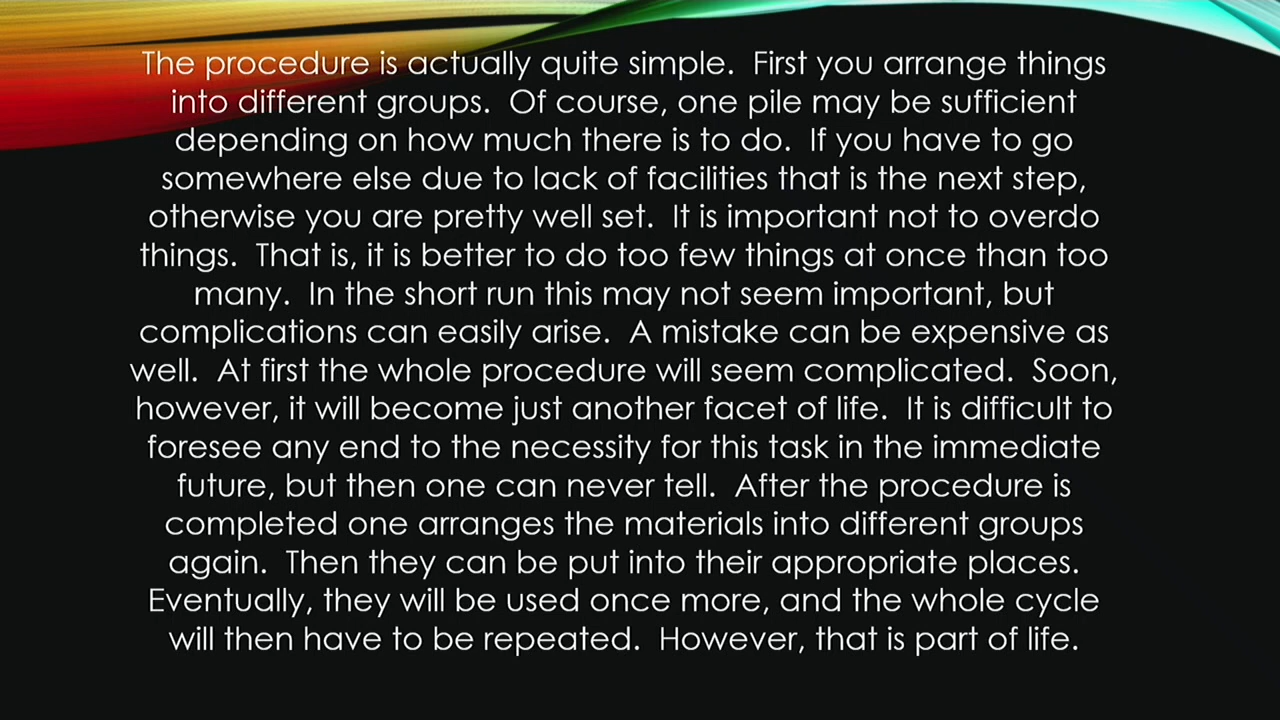 The procedure is actually quite simple.  First you arrange things
into different groups.  Of course, one pile may be sufficient
depending on how much there is to do.  If you have to go
somewhere else due to lack of facilities that is the next step,
otherwise you are pretty well set.  It is important not to overdo
things.  That is, it is better to do too few things at once than too
many.  In the short run this may not seem important, but
complications can easily arise.  A mistake can be expensive as
well.  At first the whole procedure will seem complicated.  Soon,
however, it will become just another facet of life.  It is difficult to
foresee any end to the necessity for this task in the immediate
future, but then one can never tell.  After the procedure is
completed one arranges the materials into different groups
again.  Then they can be put into their appropriate places.
Eventually, they will be used once more, and the whole cycle
will then have to be repeated.  However, that is part of life.